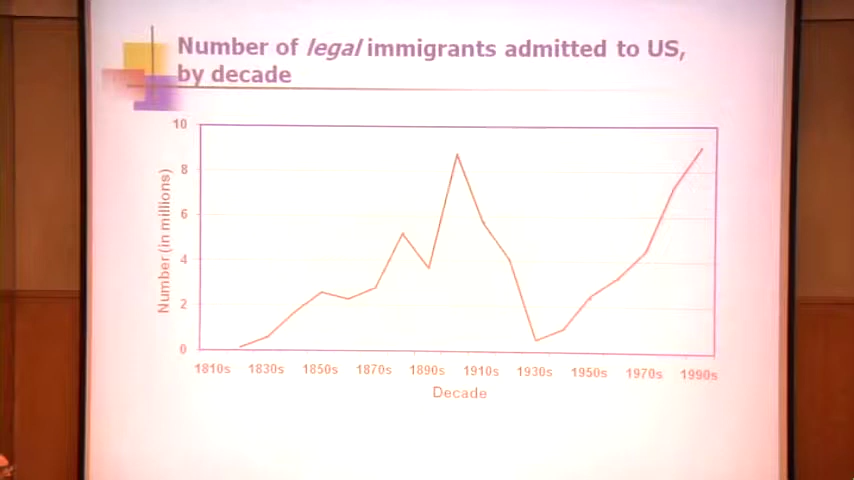 Number of legal immigrants admitted to US,
by decade
10
8
6
4
2
0
Number (in millions)
1810s 1830s 1850s 1870s 1890s 1910s 1930s 1950s 1970s 1990s
Decade